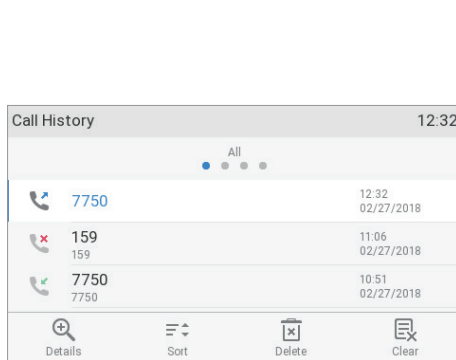 Call History 12:32
All
7750 12:32
02/27/2018
159 11:06
159 02/27/2018
7750 10:51
7750 02/27/2018
Details Sort Delete Clear